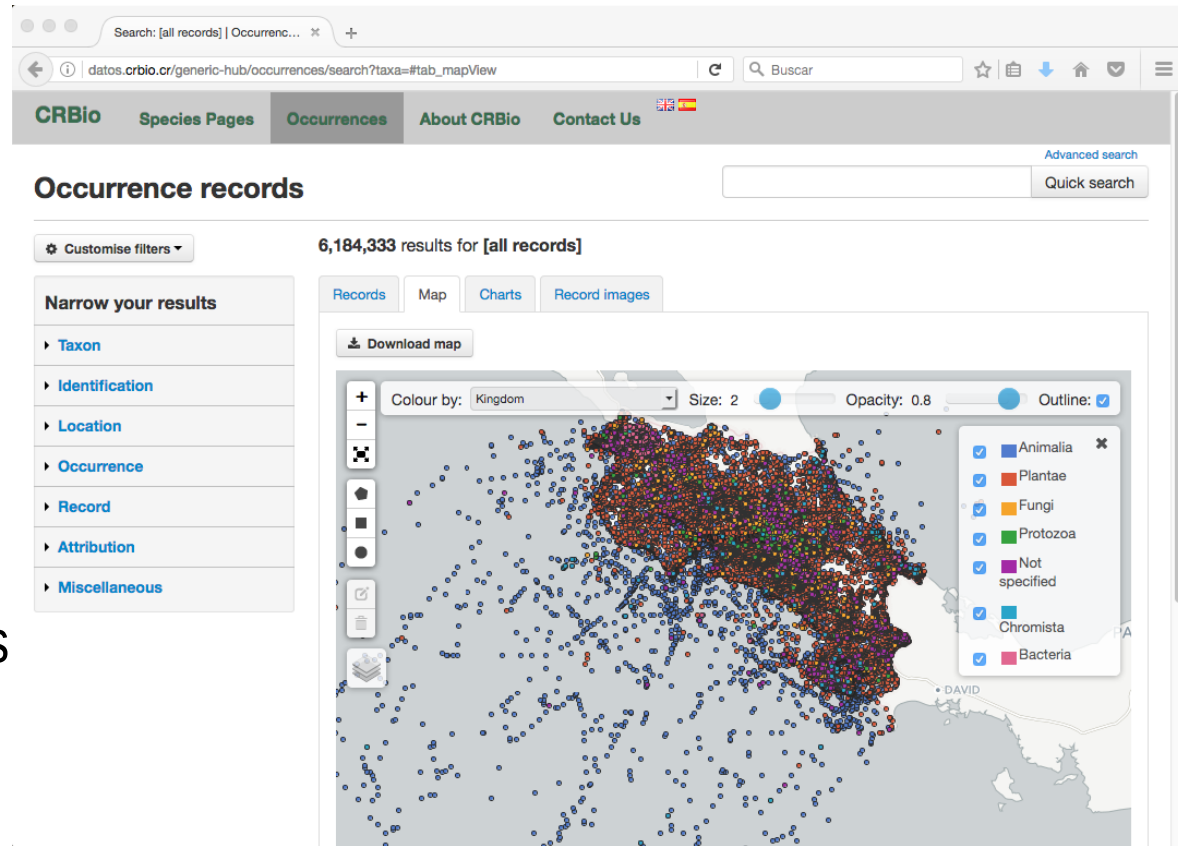 Search: [all records] | Occurrenc...
datos.crbio.cr/generic-hub/occurrences/search?taxa=#tab_mapView
Buscar
CRBio Species Pages Occurrences About CRBio Contact Us
Advanced search
Occurrence records
Quick search
Customise filters
6,184,333 results for [all records]
Narrow your results
Records Map Charts Record images
Taxon
Download map
Identification
Colour by: Kingdom Size: 2 Opacity: 0.8 Outline:
Location
Occurrence
Record
Attribution
Miscellaneous
Animalia
Plantae
Fungi
Protozoa
Not
specified
Chromista
Bacteria
PA
DAVID
s